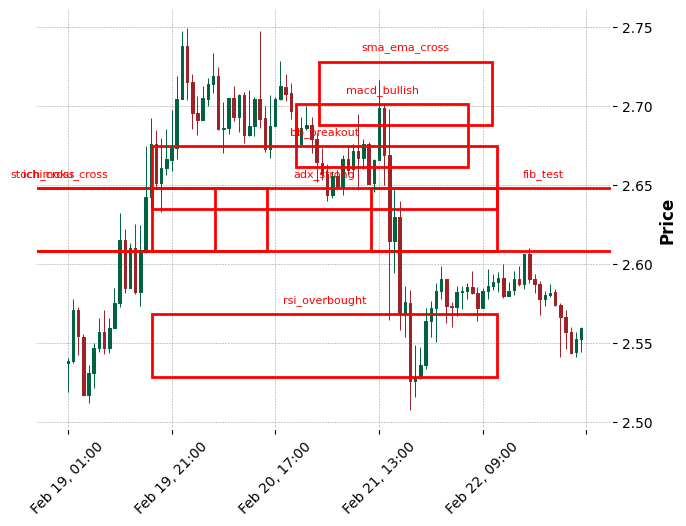 2.75
sma_ema_cross
macd_bullish
2.70
bb_breakout
stoch_cross
ichimoku_cross
adx_strong
fib_test
2.65
Price
2.60
rsi_overbought
2.55
2.50
Feb 19, 01:00
Feb 19, 21:00
Feb 20, 17:00
Feb 21, 13:00
Feb 22, 09:00